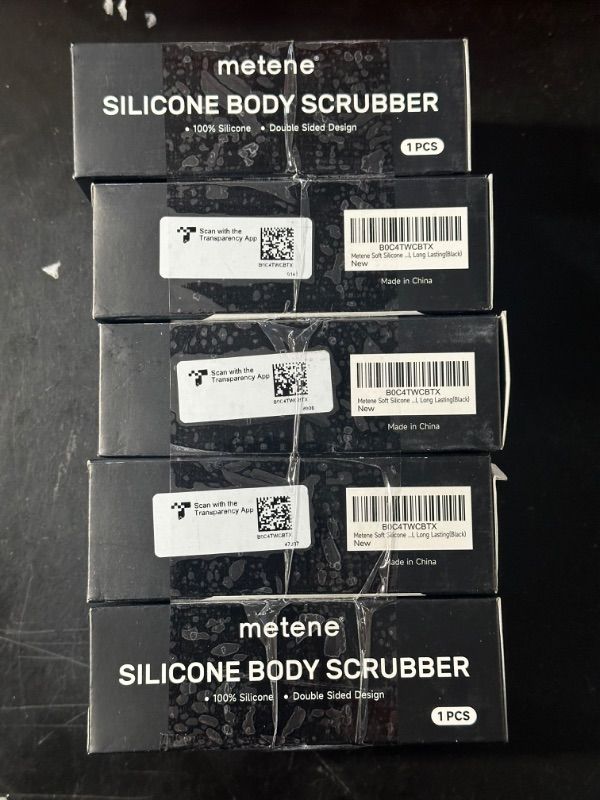 metene®
SILICONE BODY SCRUBBER
• 100% Silicone • Double Sided Design
1 PCS
Scan with the
Transparency App
B0C4TWCBTX
B0C4TWCBTX
Metene Soft Silicone ...l, Long Lasting(Black)
New
Made in China
Scan with the
Transparency App
B0C4TWCBTX
B0C4TWCBTX
Metene Soft Silicone ...l, Long Lasting(Black)
New
Made in China
Scan with the
Transparency App
B0C4TWCBTX
B0C4TWCBTX
Metene Soft Silicone ...l, Long Lasting(Black)
New
Made in China
metene®
SILICONE BODY SCRUBBER
• 100% Silicone • Double Sided Design
1 PCS